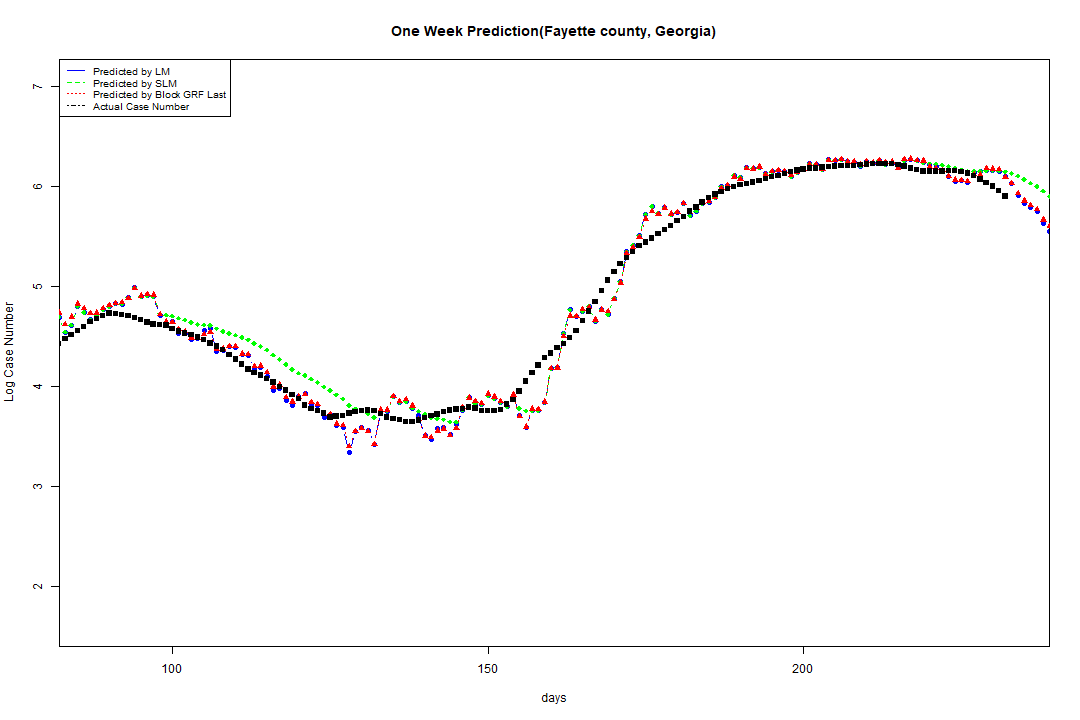 One Week Prediction(Fayette county, Georgia)
Predicted by LM
Predicted by SLM
Predicted by Block GRF Last
Actual Case Number
7
6
5
4
3
2
Log Case Number
100 150 200
days